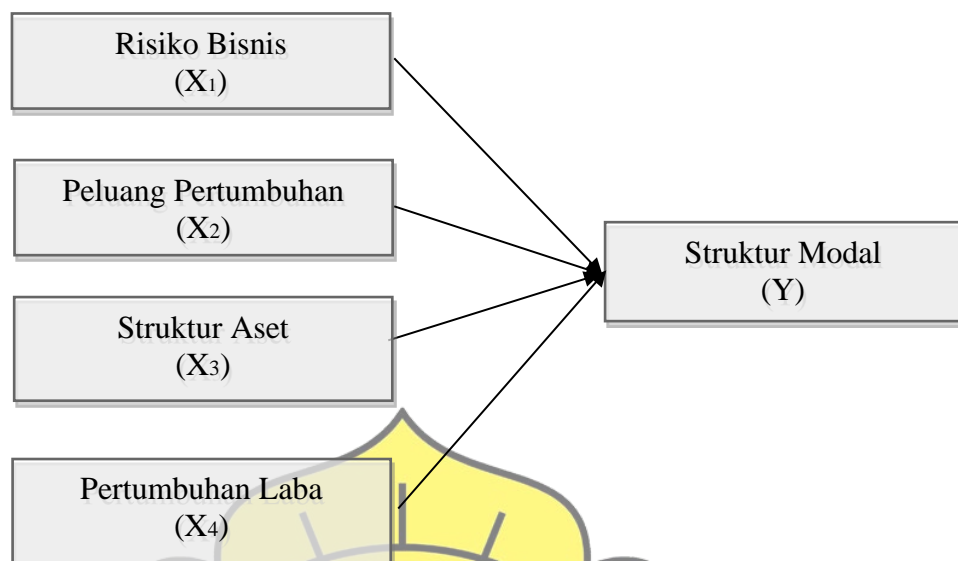 Risiko Bisnis
(X1)
Peluang Pertumbuhan
(X2)
Struktur Aset
(X3)
Pertumbuhan Laba
(X4)
Struktur Modal
(Y)